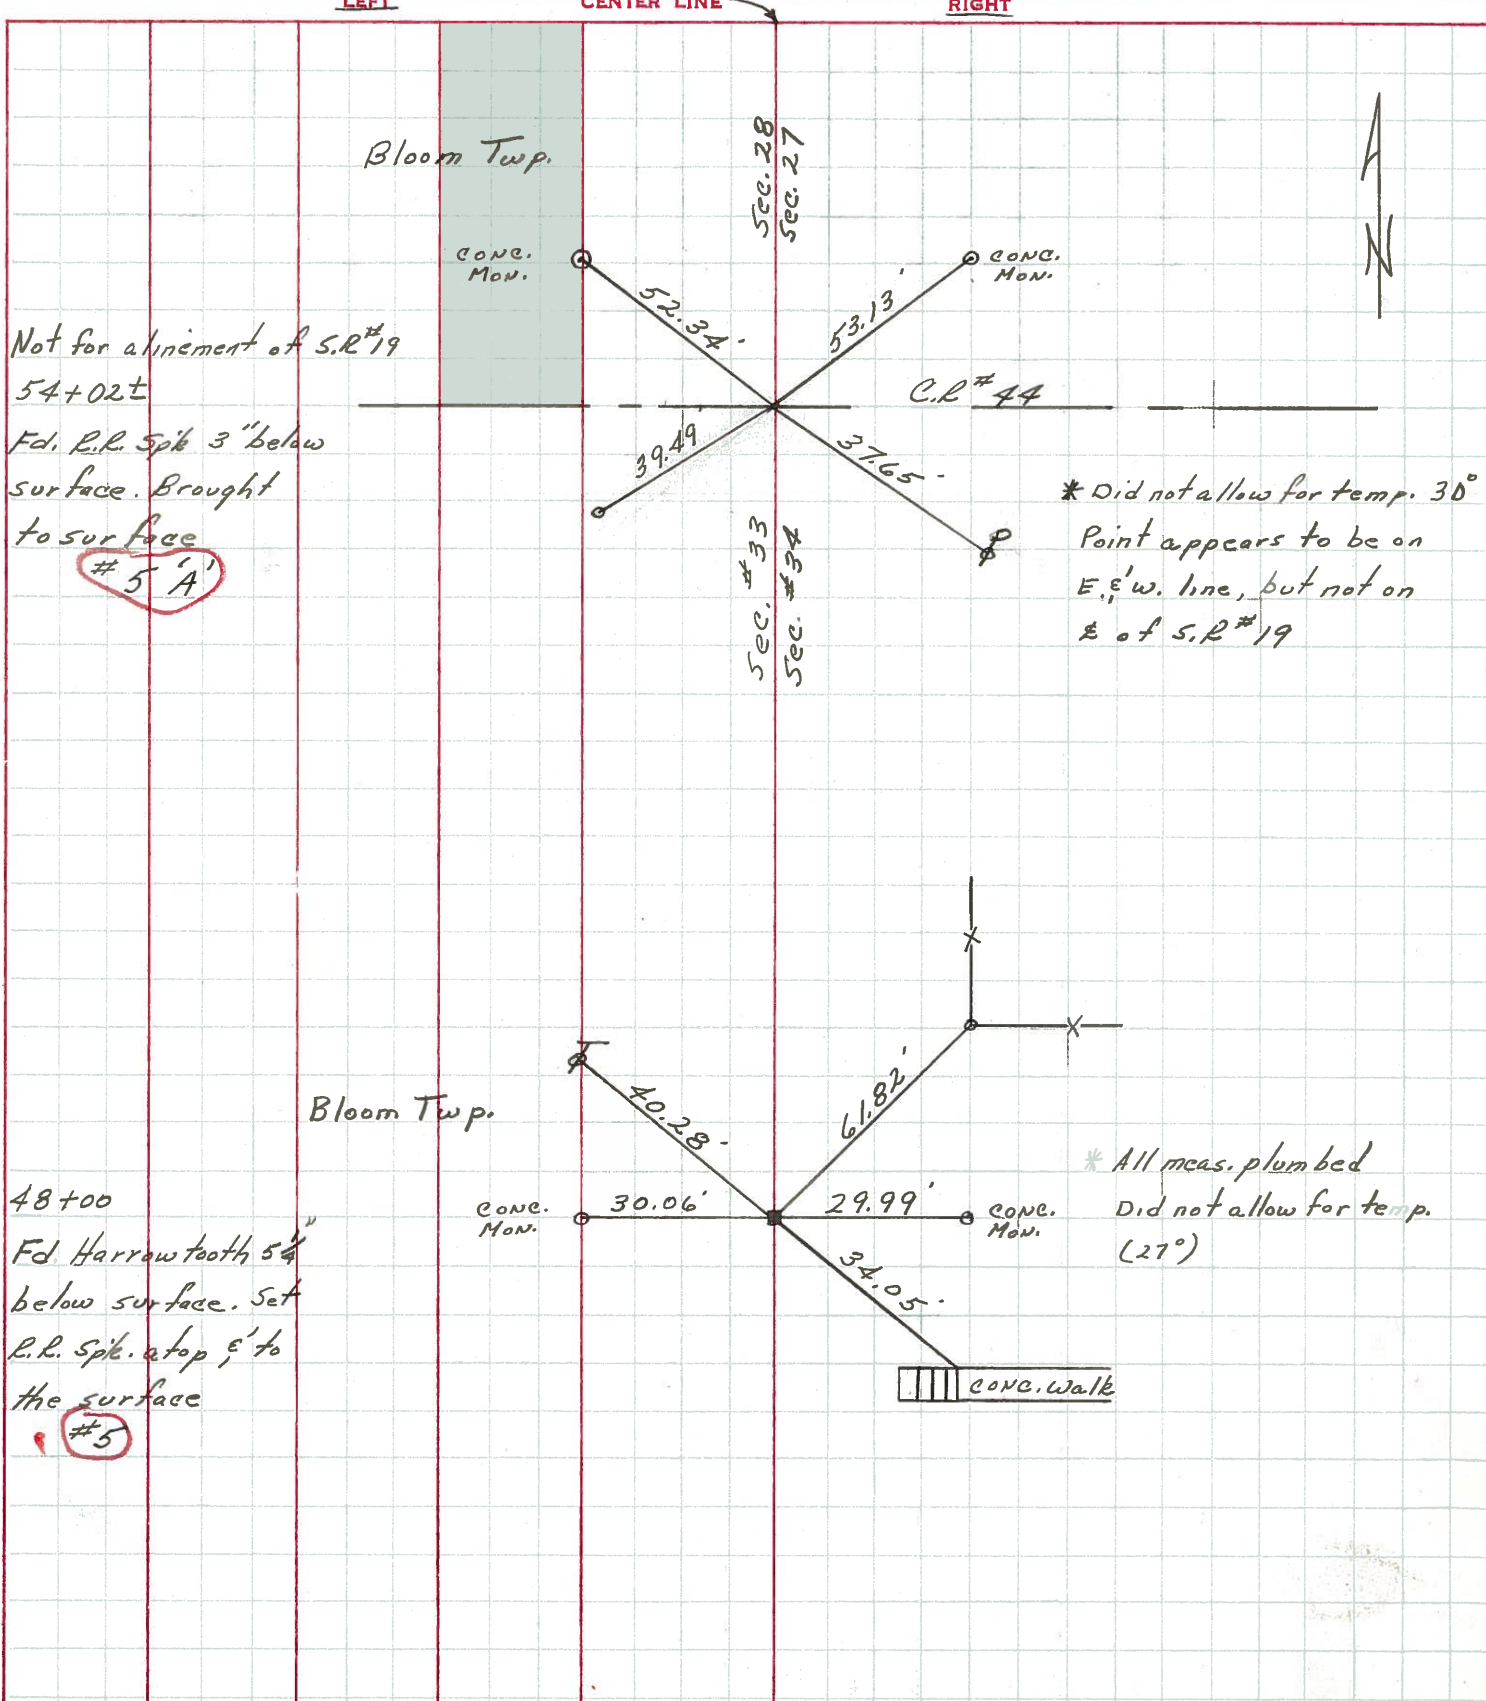 LEFT
CENTER LINE
RIGHT
Bloom Twp.
Sec. 28
Sec. 27
N
CONC.
MON.
CONC.
MON.
52.34'
53.13'
Not for alinement of S.R #19
54+02±
C.R #44
Fd. R.R. Spk 3" below
surface. Brought
to surface
#5 'A'
39.49'
37.65'
Sec. #33
Sec. #34
* Did not allow for temp. 30°
Point appears to be on
E. & W. line, but not on
℄ of S.R #19
Bloom Twp.
40.28'
61.82'
48+00
Fd Harrow tooth
below surface. Set
R.R. Spk. atop & to
the surface
#5
CONC.
MON.
30.06'
29.99'
CONC.
MON.
34.05'
CONC. Walk
* All meas. plumbed
Did not allow for temp.
(27°)